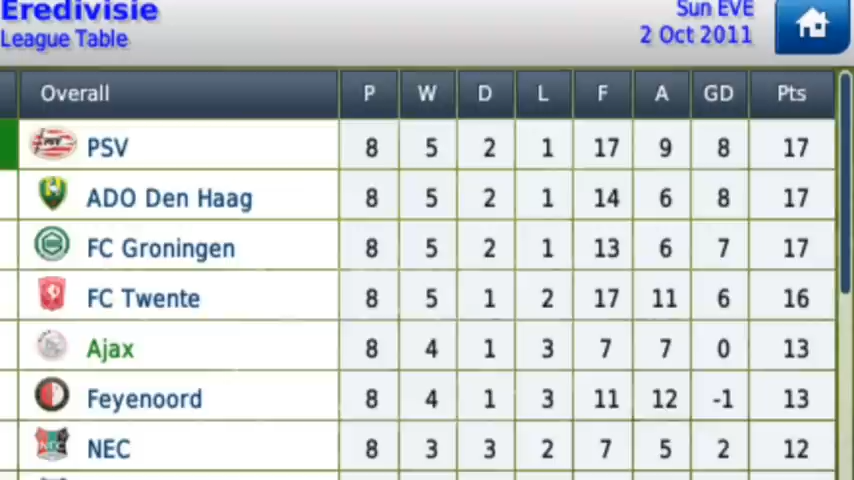 Eredivisie
Sun EVE
League Table
2 Oct 2011
Overall P W D L F A GD Pts
PSV 8 5 2 1 17 9 8 17
ADO Den Haag 8 5 2 1 14 6 8 17
FC Groningen 8 5 2 1 13 6 7 17
FC Twente 8 5 1 2 17 11 6 16
Ajax 8 4 1 3 7 7 0 13
Feyenoord 8 4 1 3 11 12 -1 13
NEC 8 3 3 2 7 5 2 12